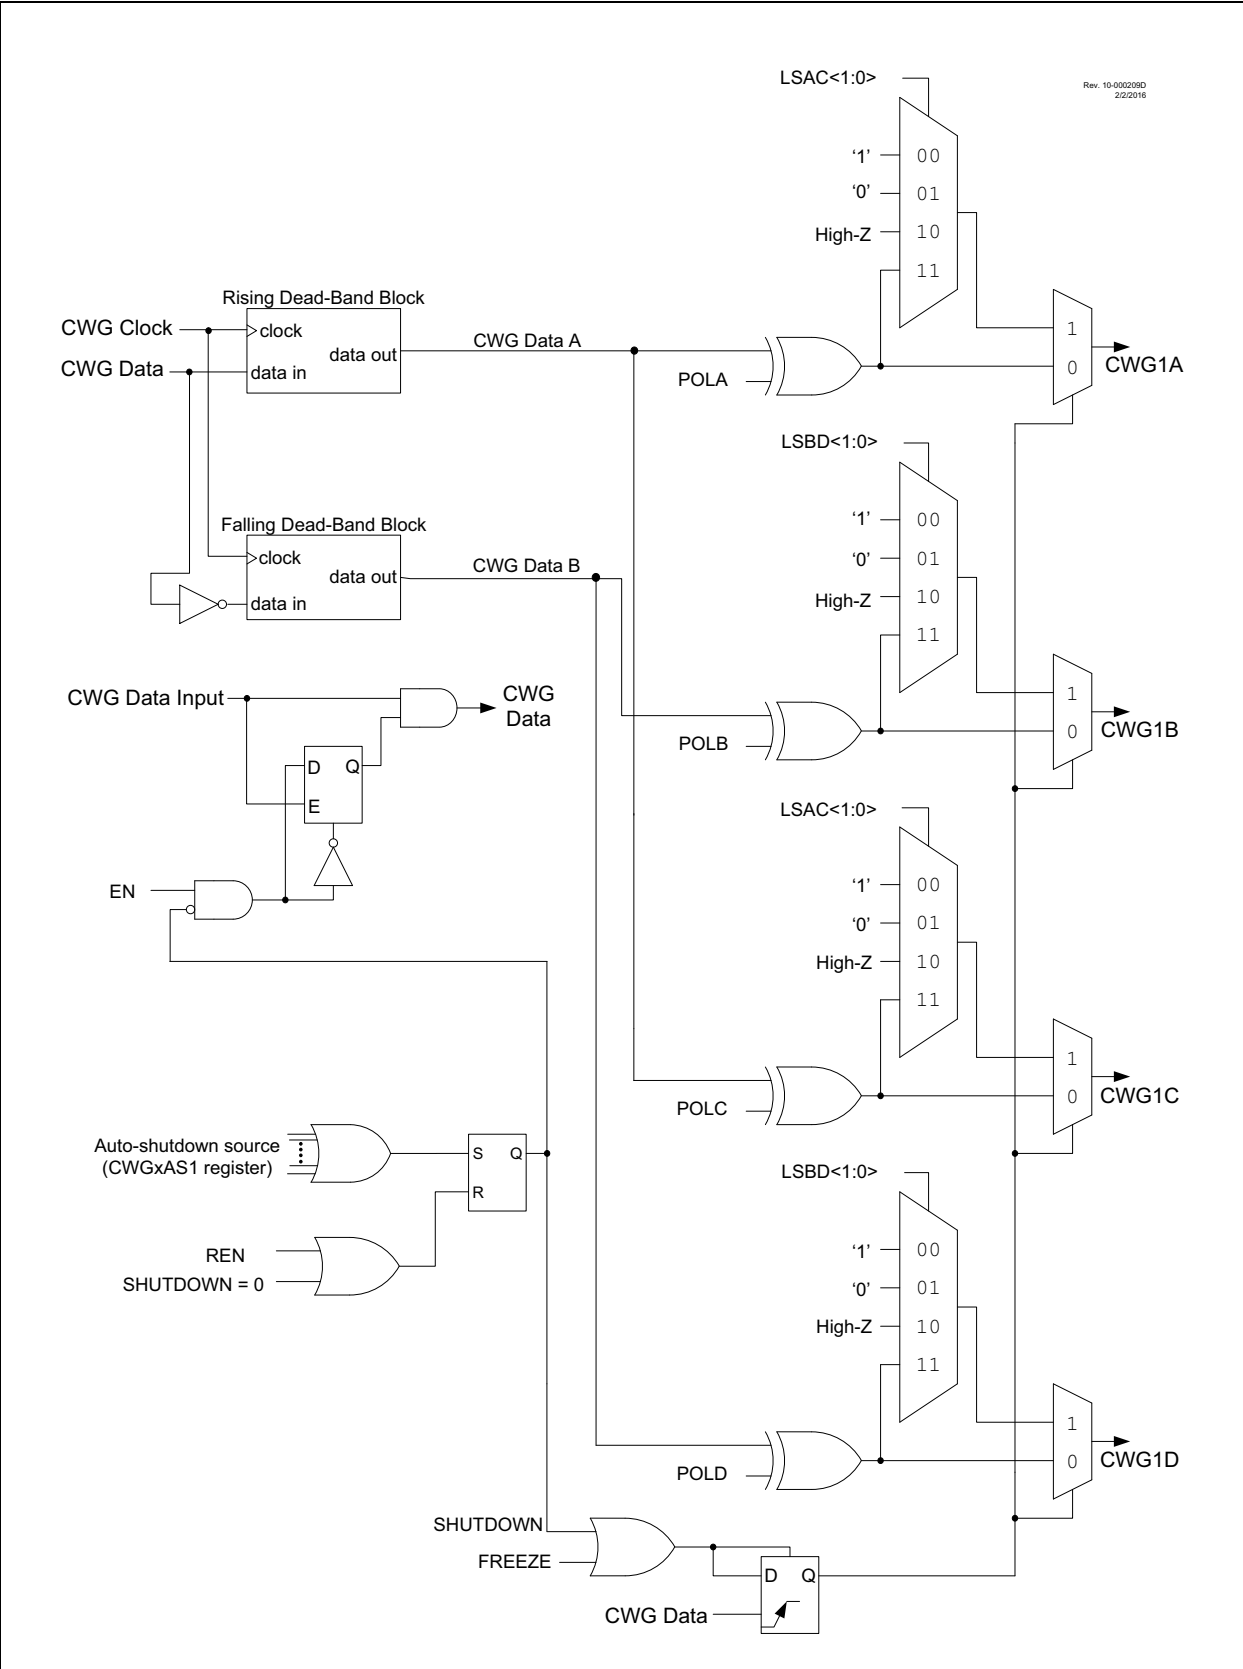 LSAC<1:0>
Rev. 10-000209D
2/2/2016
‘1’
00
‘0’
01
High-Z
10
11
Rising Dead-Band Block
CWG Clock
clock
data out
CWG Data
data in
CWG Data A
POLA
1
0
CWG1A
LSBD<1:0>
‘1’
00
‘0’
01
High-Z
10
11
Falling Dead-Band Block
clock
data out
data in
CWG Data B
POLB
1
0
CWG1B
CWG Data Input
CWG
Data
D Q
E
EN
LSAC<1:0>
‘1’
00
‘0’
01
High-Z
10
11
POLC
1
0
CWG1C
Auto-shutdown source
(CWGxAS1 register)
S Q
R
REN
SHUTDOWN = 0
LSBD<1:0>
‘1’
00
‘0’
01
High-Z
10
11
POLD
1
0
CWG1D
SHUTDOWN
FREEZE
D Q
CWG Data